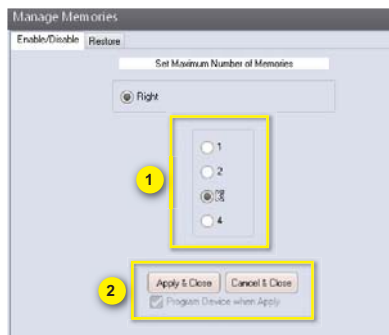 Manage Memories
Enable/Disable Restore
Set Maximum Number of Memories
Right
1
1
2
3
4
2
Apply & Close Cancel & Close
Program Device when Apply